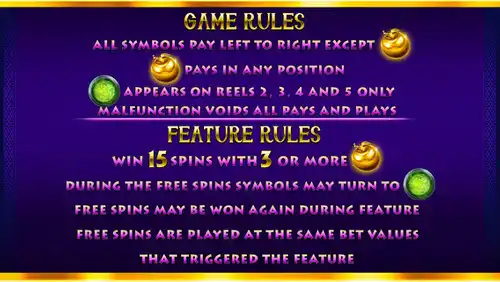 GAME RULES
ALL SYMBOLS PAY LEFT TO RIGHT EXCEPT
PAYS IN ANY POSITION
APPEARS ON REELS 2, 3, 4 AND 5 ONLY
MALFUNCTION VOIDS ALL PAYS AND PLAYS
FEATURE RULES
WIN 15 SPINS WITH 3 OR MORE
DURING THE FREE SPINS SYMBOLS MAY TURN TO
FREE SPINS MAY BE WON AGAIN DURING FEATURE
FREE SPINS ARE PLAYED AT THE SAME BET VALUES
THAT TRIGGERED THE FEATURE